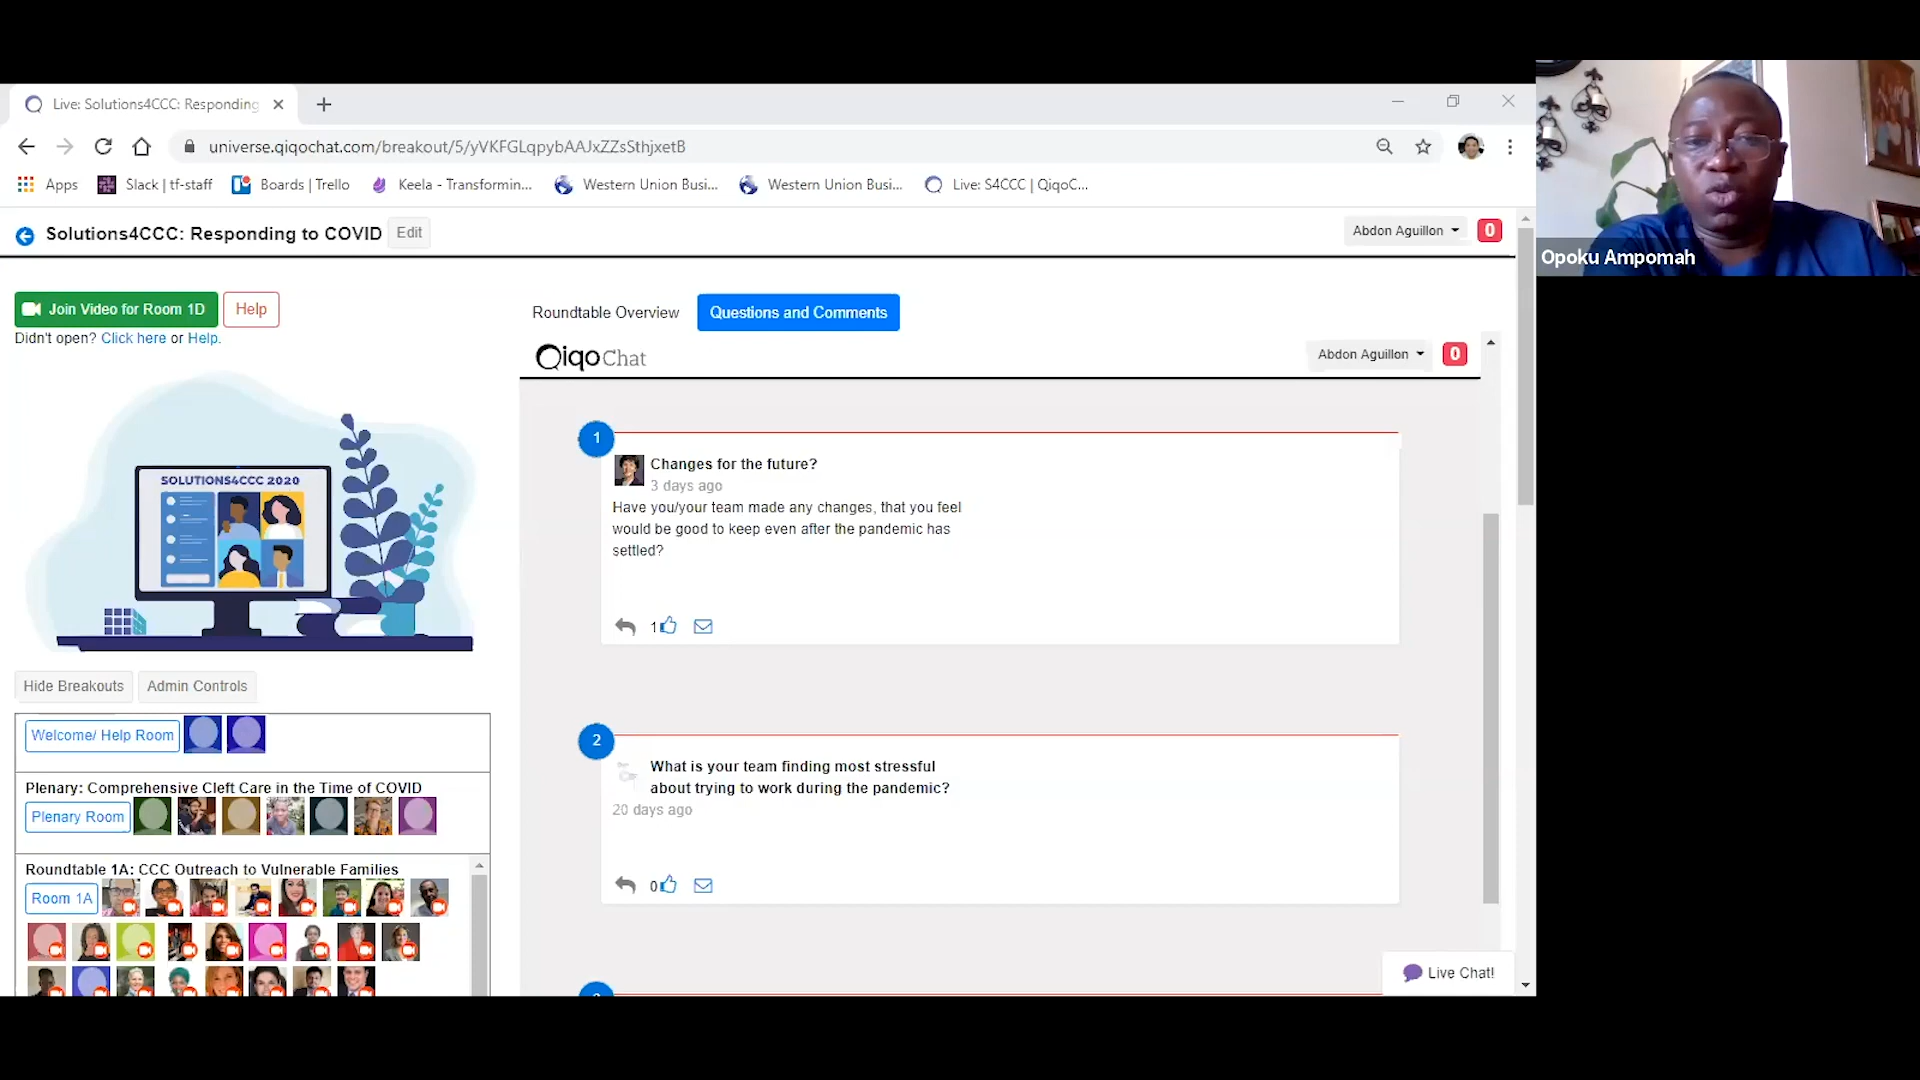 Live: Solutions4CCC: Responding
universe.qiqochat.com/breakout/5/yVKFGLqpybAAJxZZsSthjxetB
Apps
Slack | tf-staff
Boards | Trello
Keela - Transformin...
Western Union Busi...
Western Union Busi...
Live: S4CCC | QiqoC...
Solutions4CCC: Responding to COVID
Edit
Abdon Aguillon
0
Opoku Ampomah
Join Video for Room 1D
Help
Didn't open? Click here or Help.
SOLUTIONS4CCC 2020
Hide Breakouts
Admin Controls
Welcome/ Help Room
Plenary: Comprehensive Cleft Care in the Time of COVID
Plenary Room
Roundtable 1A: CCC Outreach to Vulnerable Families
Room 1A
Roundtable Overview
Questions and Comments
QiqoChat
Abdon Aguillon
0
1
Changes for the future?
3 days ago
Have you/your team made any changes, that you feel
would be good to keep even after the pandemic has
settled?
1
2
What is your team finding most stressful
about trying to work during the pandemic?
20 days ago
0
Live Chat!